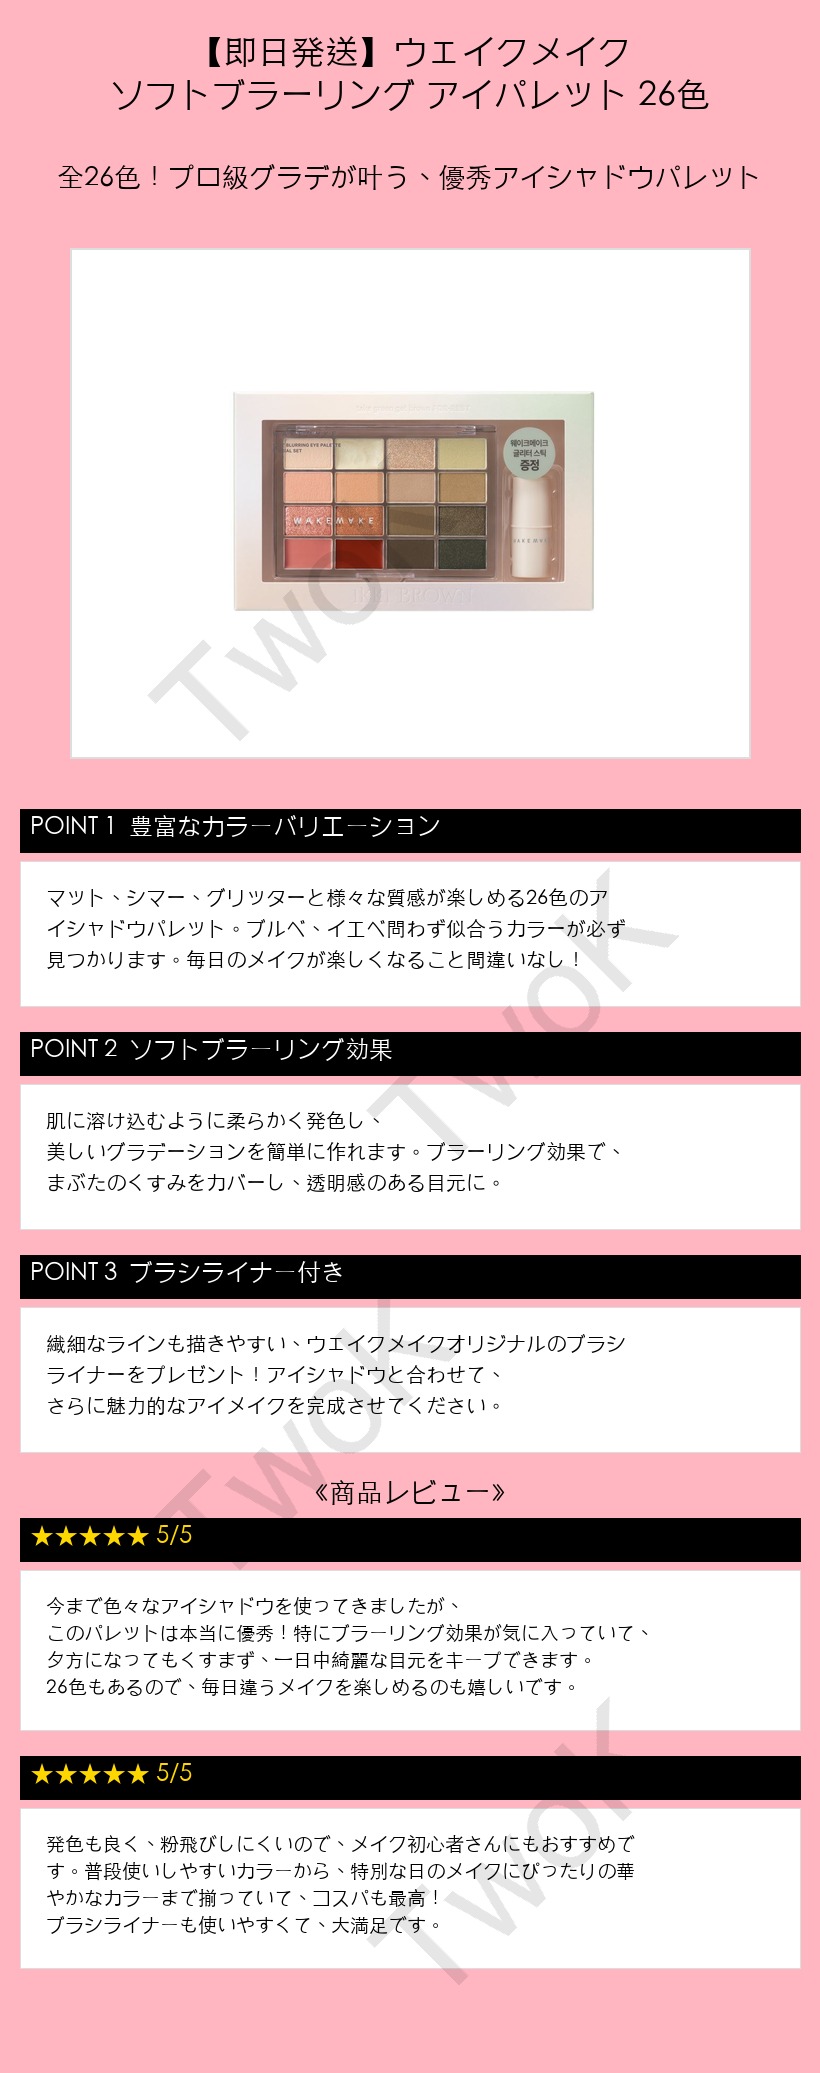 【即日発送】ウェイクメイク
ソフトブラーリング アイパレット 26色
全26色！プロ級グラデが叶う、優秀アイシャドウパレット
BLURRING EYE PALETTE
웨이크메이크
글리터 스틱
증정
WAKEMAKE
WAKEMAKE
BROWN
TwoK
POINT 1 豊富なカラーバリエーション
マット、シマー、グリッターと様々な質感が楽しめる26色のア
イシャドウパレット。ブルベ、イエベ問わず似合うカラーが必ず
見つかります。毎日のメイクが楽しくなること間違いなし！
TwoK
POINT 2 ソフトブラーリング効果
肌に溶け込むように柔らかく発色し、
美しいグラデーションを簡単に作れます。ブラーリング効果で、
まぶたのくすみをカバーし、透明感のある目元に。
POINT 3 ブラシライナー付き
繊細なラインも描きやすい、ウェイクメイクオリジナルのブラシ
ライナーをプレゼント！アイシャドウと合わせて、
さらに魅力的なアイメイクを完成させてください。
TwoK
《商品レビュー》
★★★★★ 5/5
今まで色々なアイシャドウを使ってきましたが、
このパレットは本当に優秀！特にブラーリング効果が気に入っていて、
夕方になってもくすまず、一日中綺麗な目元をキープできます。
26色もあるので、毎日違うメイクを楽しめるのも嬉しいです。
★★★★★ 5/5
発色も良く、粉飛びしにくいので、メイク初心者さんにもおすすめで
す。普段使いしやすいカラーから、特別な日のメイクにぴったりの華
やかなカラーまで揃っていて、コスパも最高！
ブラシライナーも使いやすくて、大満足です。
TwoK